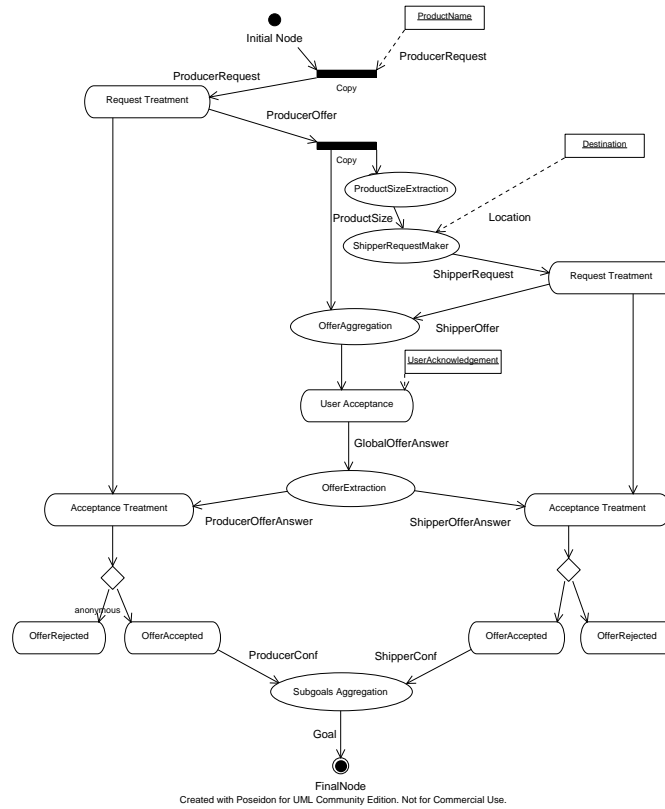 ProductName
Initial Node
ProducerRequest
ProducerRequest
Copy
Request Treatment
ProducerOffer
Destination
Copy
ProductSizeExtraction
ProductSize
Location
ShipperRequestMaker
ShipperRequest
Request Treatment
OfferAggregation
ShipperOffer
UserAcknowledgement
User Acceptance
GlobalOfferAnswer
OfferExtraction
Acceptance Treatment
Acceptance Treatment
ProducerOfferAnswer
ShipperOfferAnswer
anonymous
OfferRejected
OfferAccepted
OfferAccepted
OfferRejected
ProducerConf
ShipperConf
Subgoals Aggregation
Goal
FinalNode
Created with Poseidon for UML Community Edition. Not for Commercial Use.